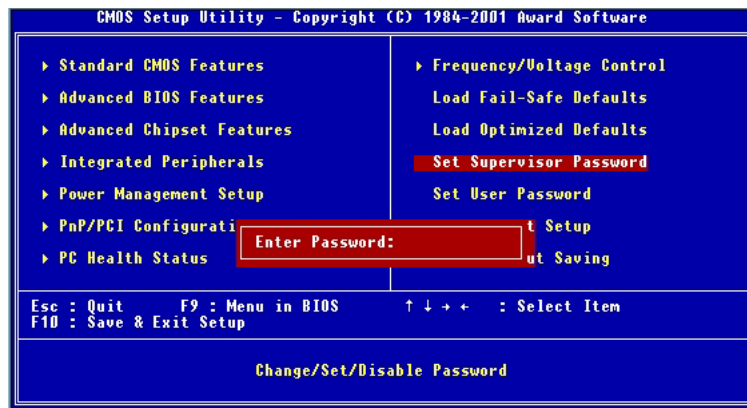 CMOS Setup Utility - Copyright (C) 1984-2001 Award Software
▸ Standard CMOS Features
▸ Advanced BIOS Features
▸ Advanced Chipset Features
▸ Integrated Peripherals
▸ Power Management Setup
▸ PnP/PCI Configurati
▸ PC Health Status
▸ Frequency/Voltage Control
Load Fail-Safe Defaults
Load Optimized Defaults
Set Supervisor Password
Set User Password
t Setup
ut Saving
Enter Password:
Esc : Quit F9 : Menu in BIOS ↑ ↓ → ← : Select Item
F10 : Save & Exit Setup
Change/Set/Disable Password